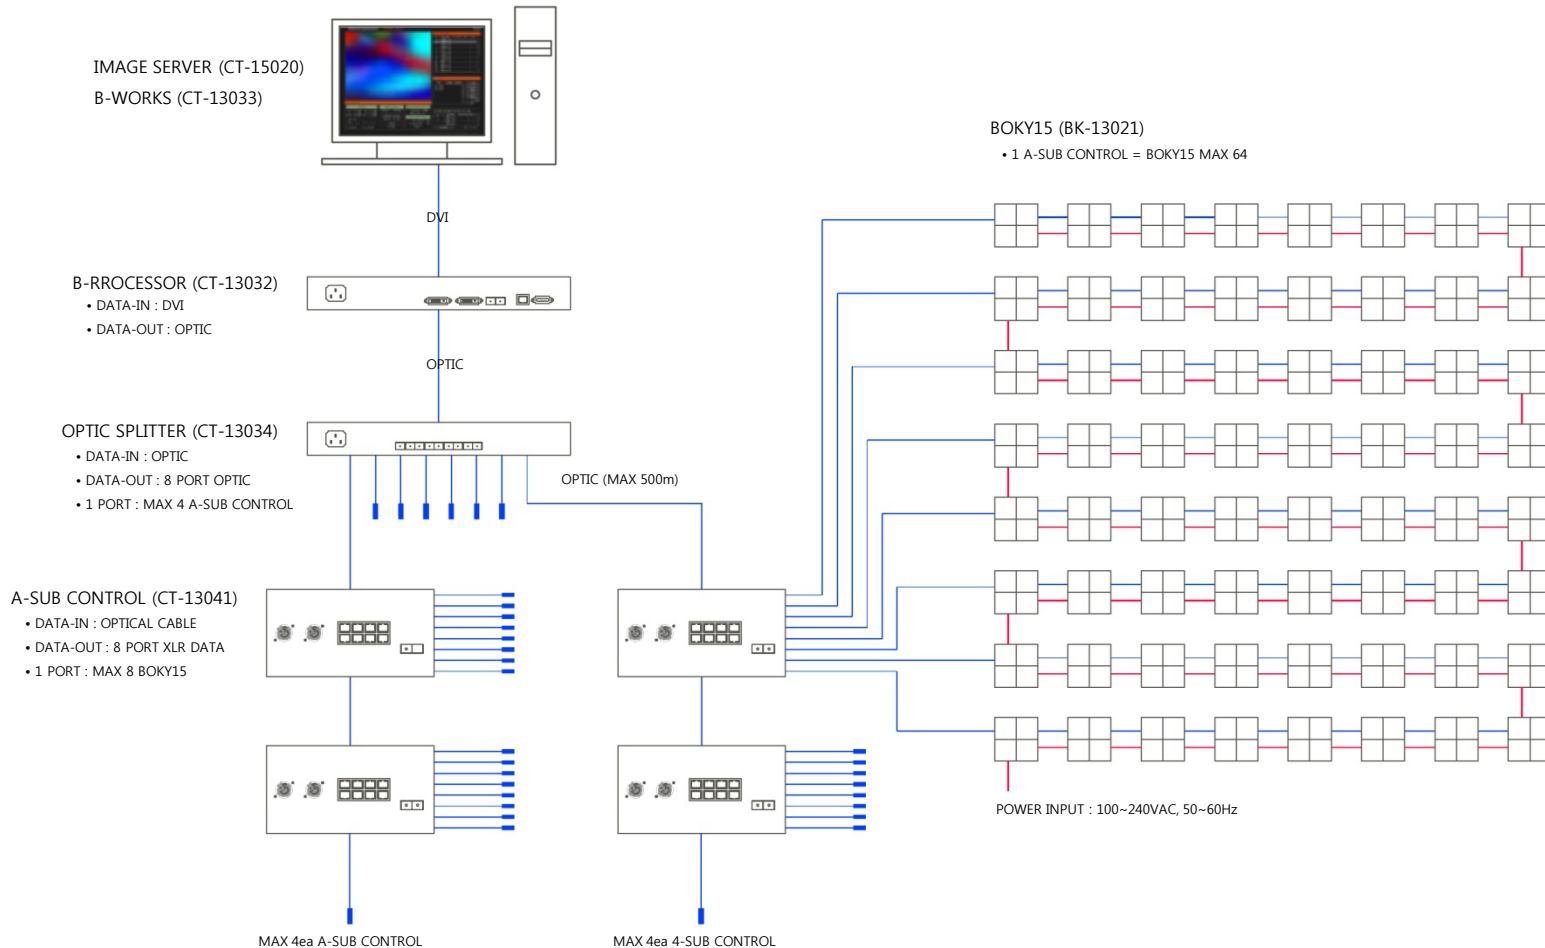 IMAGE SERVER (CT-15020)
B-WORKS (CT-13033)
DVI
B-RROCESSOR (CT-13032)
• DATA-IN : DVI
• DATA-OUT : OPTIC
OPTIC
OPTIC SPLITTER (CT-13034)
• DATA-IN : OPTIC
• DATA-OUT : 8 PORT OPTIC
• 1 PORT : MAX 4 A-SUB CONTROL
OPTIC (MAX 500m)
A-SUB CONTROL (CT-13041)
• DATA-IN : OPTICAL CABLE
• DATA-OUT : 8 PORT XLR DATA
• 1 PORT : MAX 8 BOKY15
MAX 4ea A-SUB CONTROL
MAX 4ea 4-SUB CONTROL
BOKY15 (BK-13021)
• 1 A-SUB CONTROL = BOKY15 MAX 64
POWER INPUT : 100~240VAC, 50~60Hz